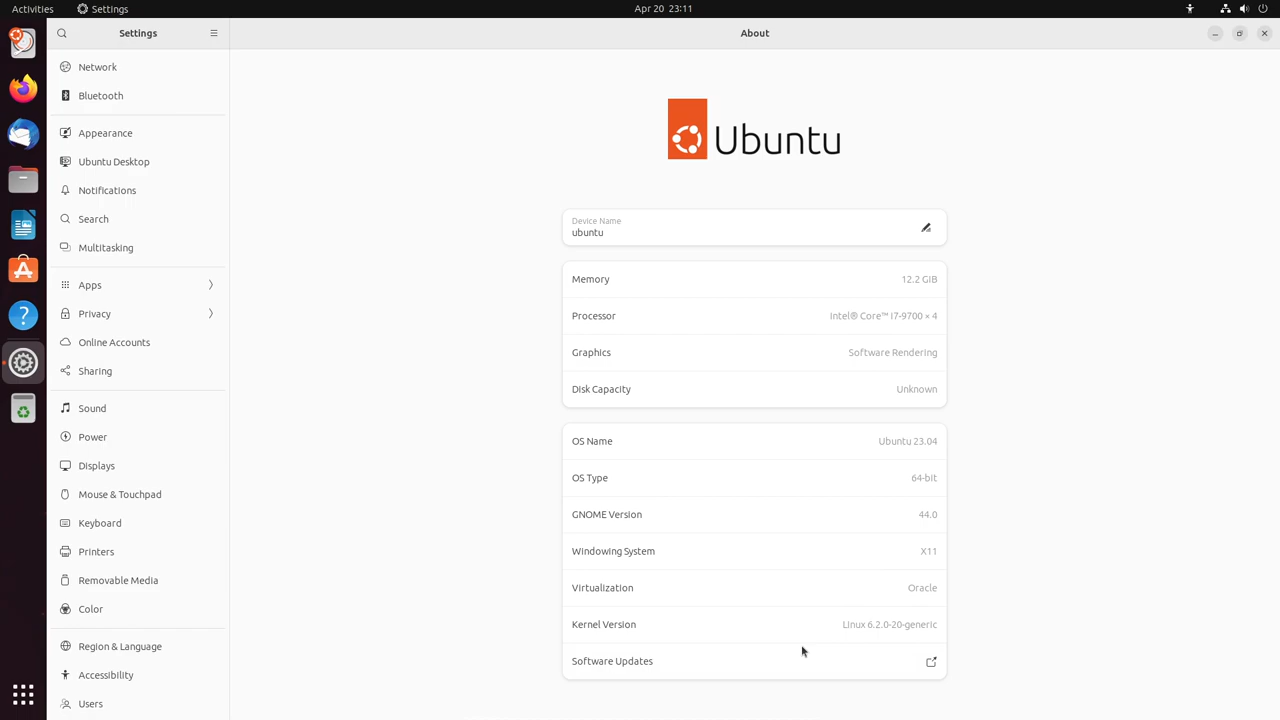 Activities
Settings
Apr 20 23:11
Settings
About
Network
Bluetooth
Appearance
Ubuntu Desktop
Notifications
Search
Multitasking
Apps
Privacy
Online Accounts
Sharing
Sound
Power
Displays
Mouse & Touchpad
Keyboard
Printers
Removable Media
Color
Region & Language
Accessibility
Users
Ubuntu
Device Name
ubuntu
Memory 12.2 GiB
Processor Intel® Core™ i7-9700 × 4
Graphics Software Rendering
Disk Capacity Unknown
OS Name Ubuntu 23.04
OS Type 64-bit
GNOME Version 44.0
Windowing System X11
Virtualization Oracle
Kernel Version Linux 6.2.0-20-generic
Software Updates